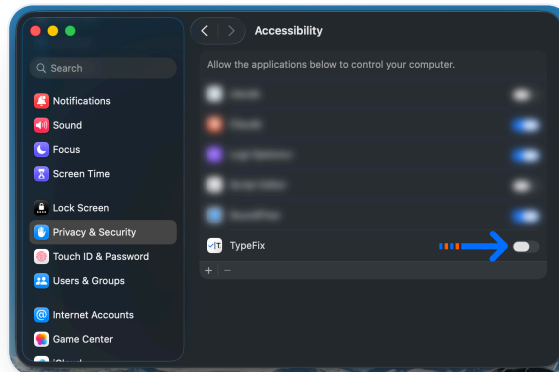 Accessibility
Search
Notifications
Sound
Focus
Screen Time
Lock Screen
Privacy & Security
Touch ID & Password
Users & Groups
Internet Accounts
Game Center
Allow the applications below to control your computer.
TypeFix
+ −